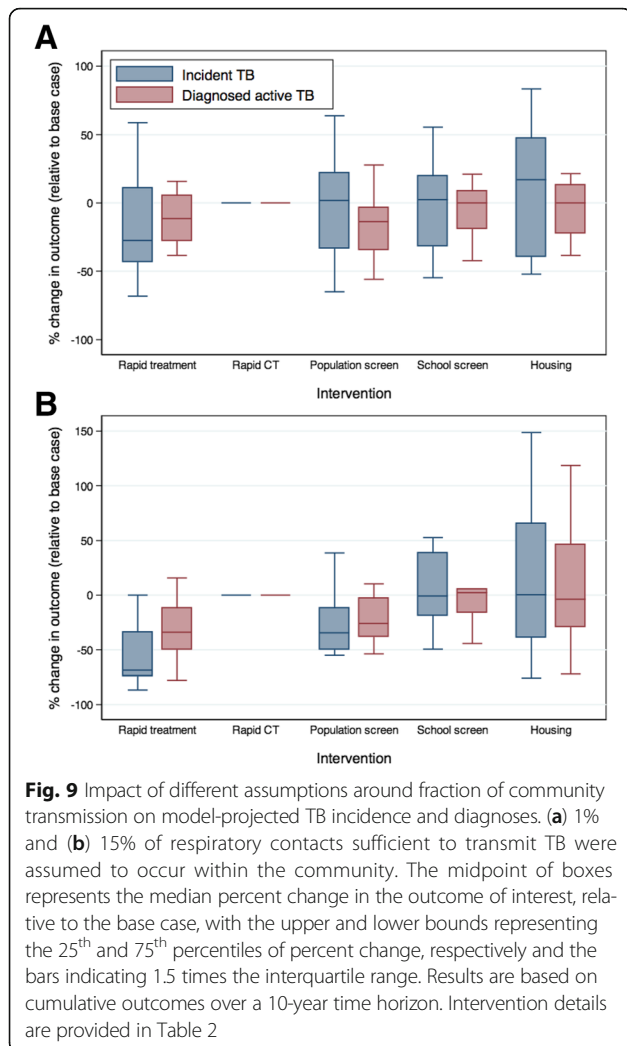 A
100
50
0
-50
-100
% change in outcome (relative to base case)
Incident TB
Diagnosed active TB
Rapid treatment Rapid CT Population screen School screen Housing
Intervention
B
150
100
50
0
-50
-100
% change in outcome (relative to base case)
Rapid treatment Rapid CT Population screen School screen Housing
Intervention
Fig. 9 Impact of different assumptions around fraction of community
transmission on model-projected TB incidence and diagnoses. (a) 1%
and (b) 15% of respiratory contacts sufficient to transmit TB were
assumed to occur within the community. The midpoint of boxes
represents the median percent change in the outcome of interest, rela-
tive to the base case, with the upper and lower bounds representing
the 25th and 75th percentiles of percent change, respectively and the
bars indicating 1.5 times the interquartile range. Results are based on
cumulative outcomes over a 10-year time horizon. Intervention details
are provided in Table 2